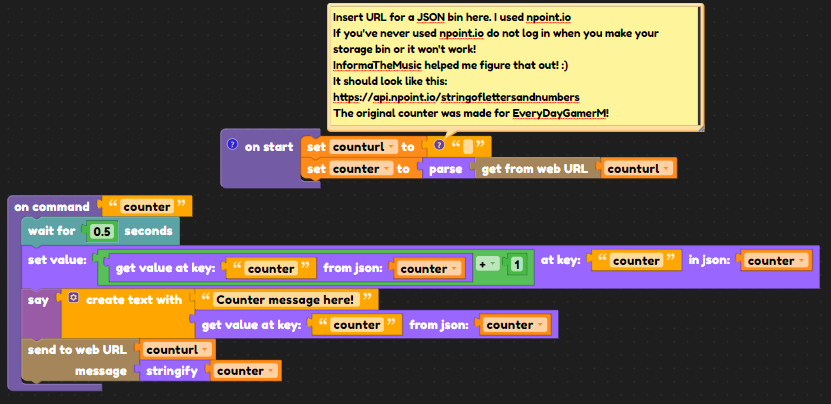 Insert URL for a JSON bin here. I used npoint.io
If you've never used npoint.io do not log in when you make your
storage bin or it won't work!
InformaTheMusic helped me figure that out! :)
It should look like this:
https://api.npoint.io/stringoflettersandnumbers
The original counter was made for EveryDayGamerM!
? on start set counturl to ? “ ”
set counter to parse get from web URL counturl
on command “ counter ”
wait for 0.5 seconds
set value: get value at key: “ counter ” from json: counter + 1 at key: “ counter ” in json: counter
say create text with “ Counter message here! ”
get value at key: “ counter ” from json: counter
send to web URL counturl
message stringify counter